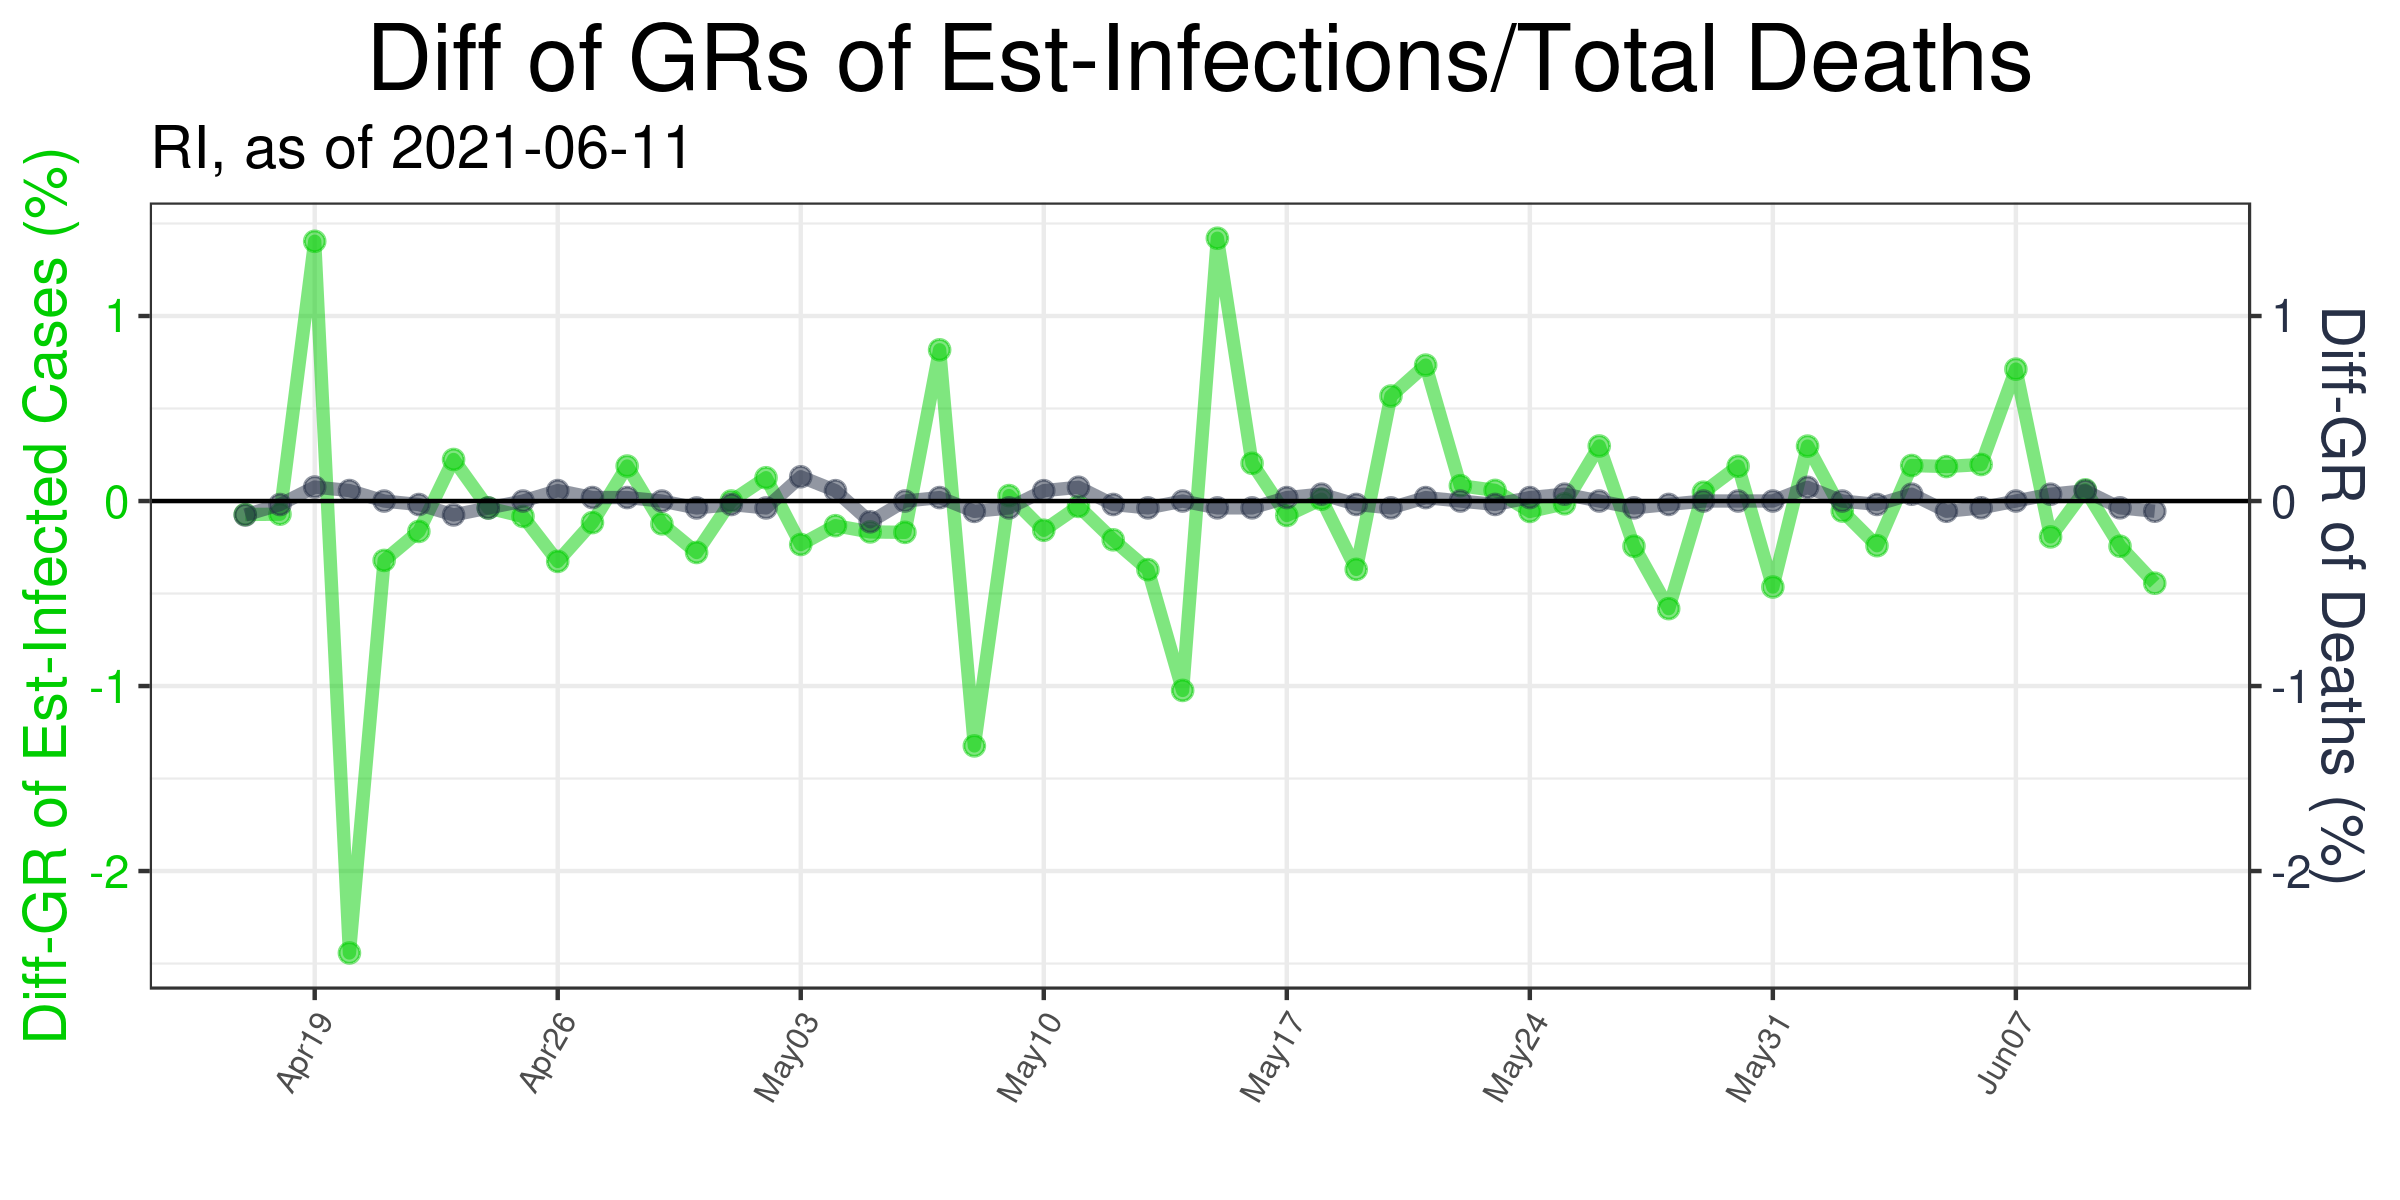 Diff of GRs of Est-Infections/Total Deaths
RI, as of 2021-06-11
Diff-GR of Est-Infected Cases (%)
1
0
-1
-2
1
0
-1
-2
Diff-GR of Deaths (%)
Apr19
Apr26
May03
May10
May17
May24
May31
Jun07